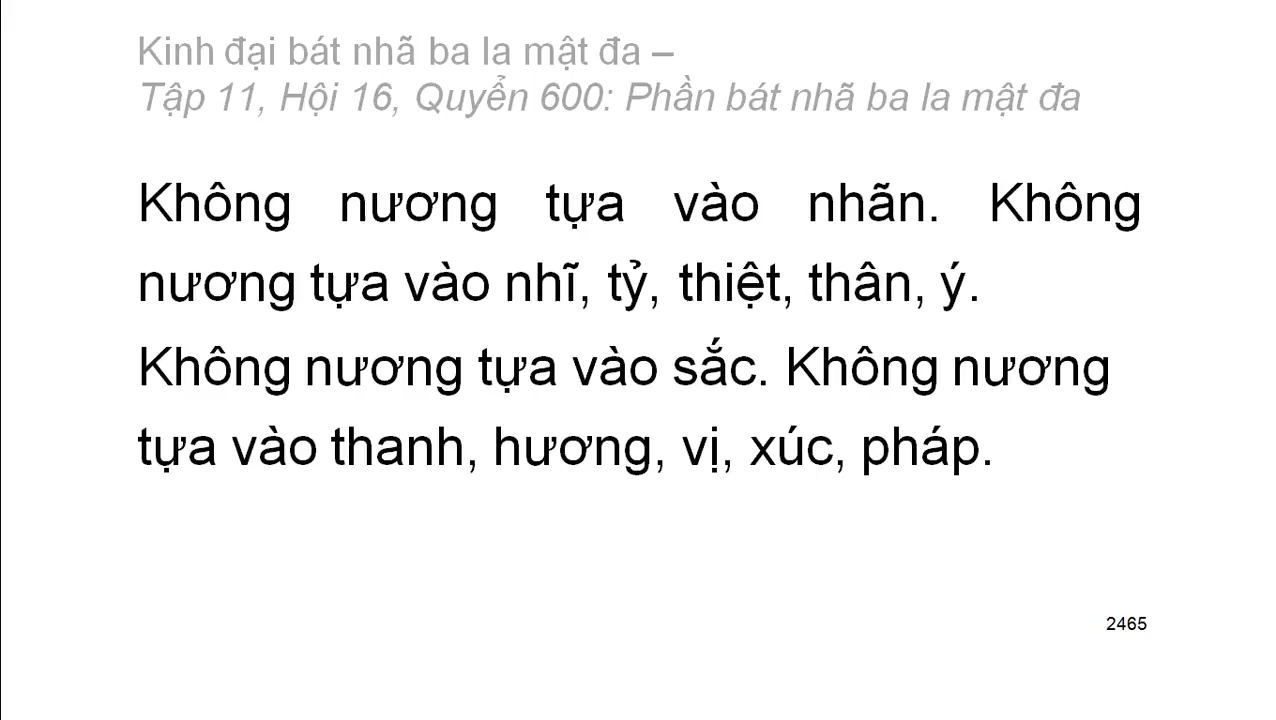 Kinh đại bát nhã ba la mật đa –
Tập 11, Hội 16, Quyển 600: Phần bát nhã ba la mật đa
Không nương tựa vào nhãn. Không
nương tựa vào nhĩ, tỷ, thiệt, thân, ý.
Không nương tựa vào sắc. Không nương
tựa vào thanh, hương, vị, xúc, pháp.
2465